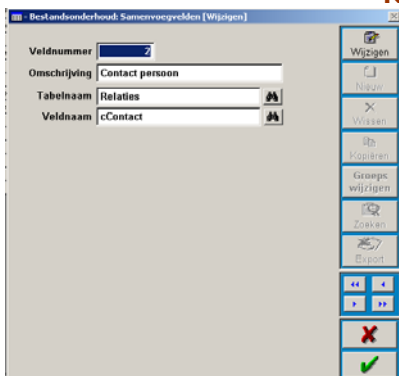 - Bestandsonderhoud: Samenvoegvelden [Wijzigen]
Veldnummer 2
Omschrijving Contact persoon
Tabelnaam Relaties
Veldnaam cContact
Wijzigen
Nieuw
Wissen
Kopiëren
Groeps
wijzigen
Zoeken
Export